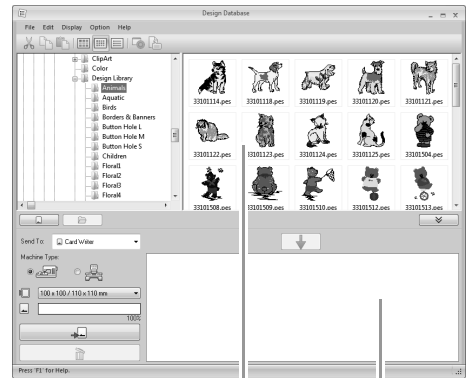 Design Database
File Edit Display Option Help
ClipArt
Color
Design Library
Animals
Aquatic
Birds
Borders & Banners
Button Hole L
Button Hole M
Button Hole S
Children
Floral1
Floral2
Floral3
Floral4
33101114.pes 33101118.pes 33101119.pes 33101120.pes 33101121.pes
33101122.pes 33101123.pes 33101124.pes 33101125.pes 33101504.pes
33101508.pes 33101509.pes 33101510.pes 33101512.pes 33101513.pes
Send To: Card Writer
Machine Type:
100 x 100 / 110 x 110 mm
100%
Press 'F1' for Help.